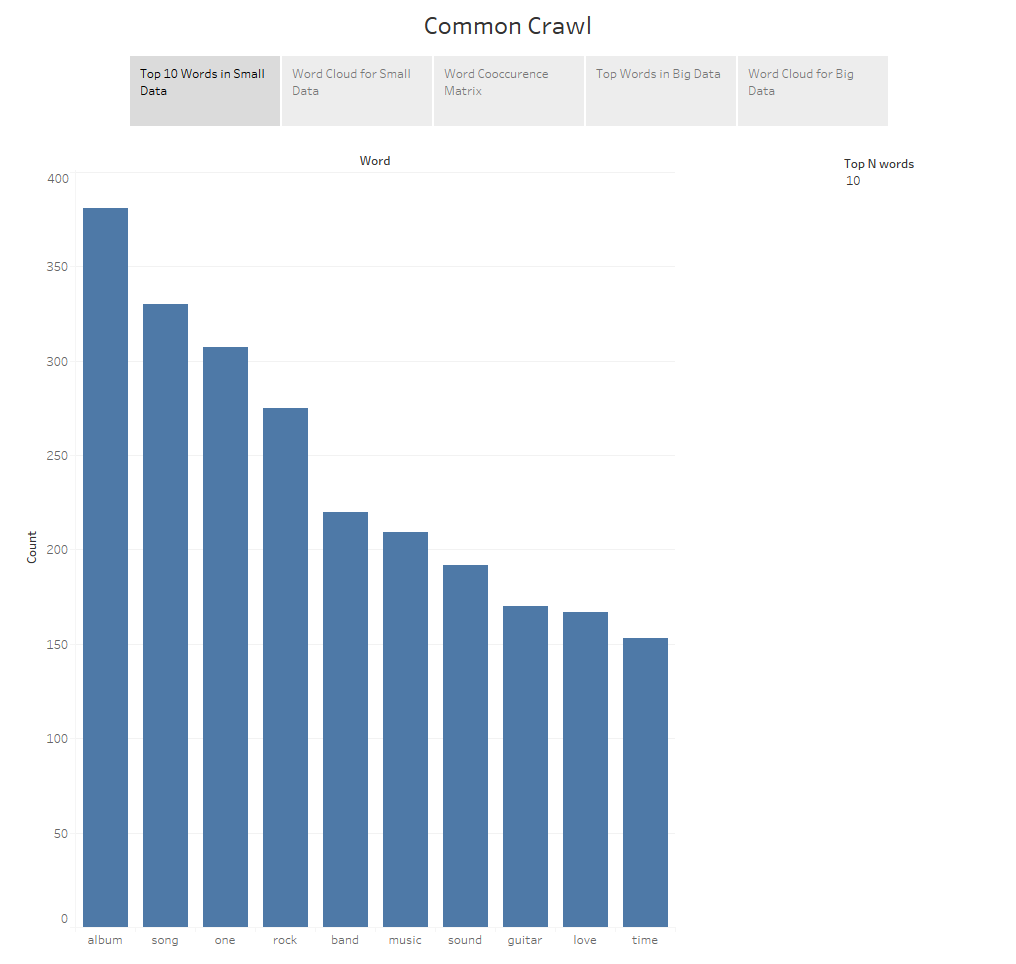 Common Crawl
Top 10 Words in Small
Data
Word Cloud for Small
Data
Word Cooccurence
Matrix
Top Words in Big Data
Word Cloud for Big
Data
Word
Top N words
10
400
350
300
250
200
150
100
50
0
Count
album song one rock band music sound guitar love time